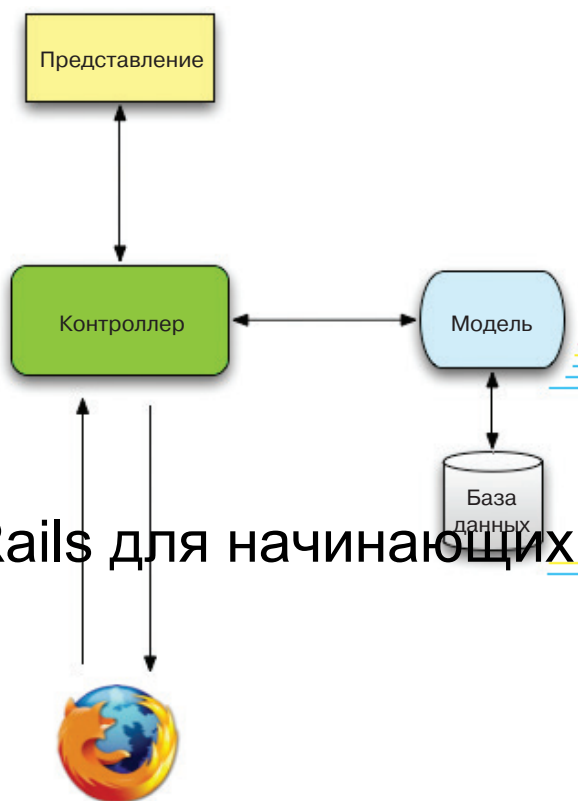 Представление
Контроллер
Модель
База
данных
Rails для начинающих